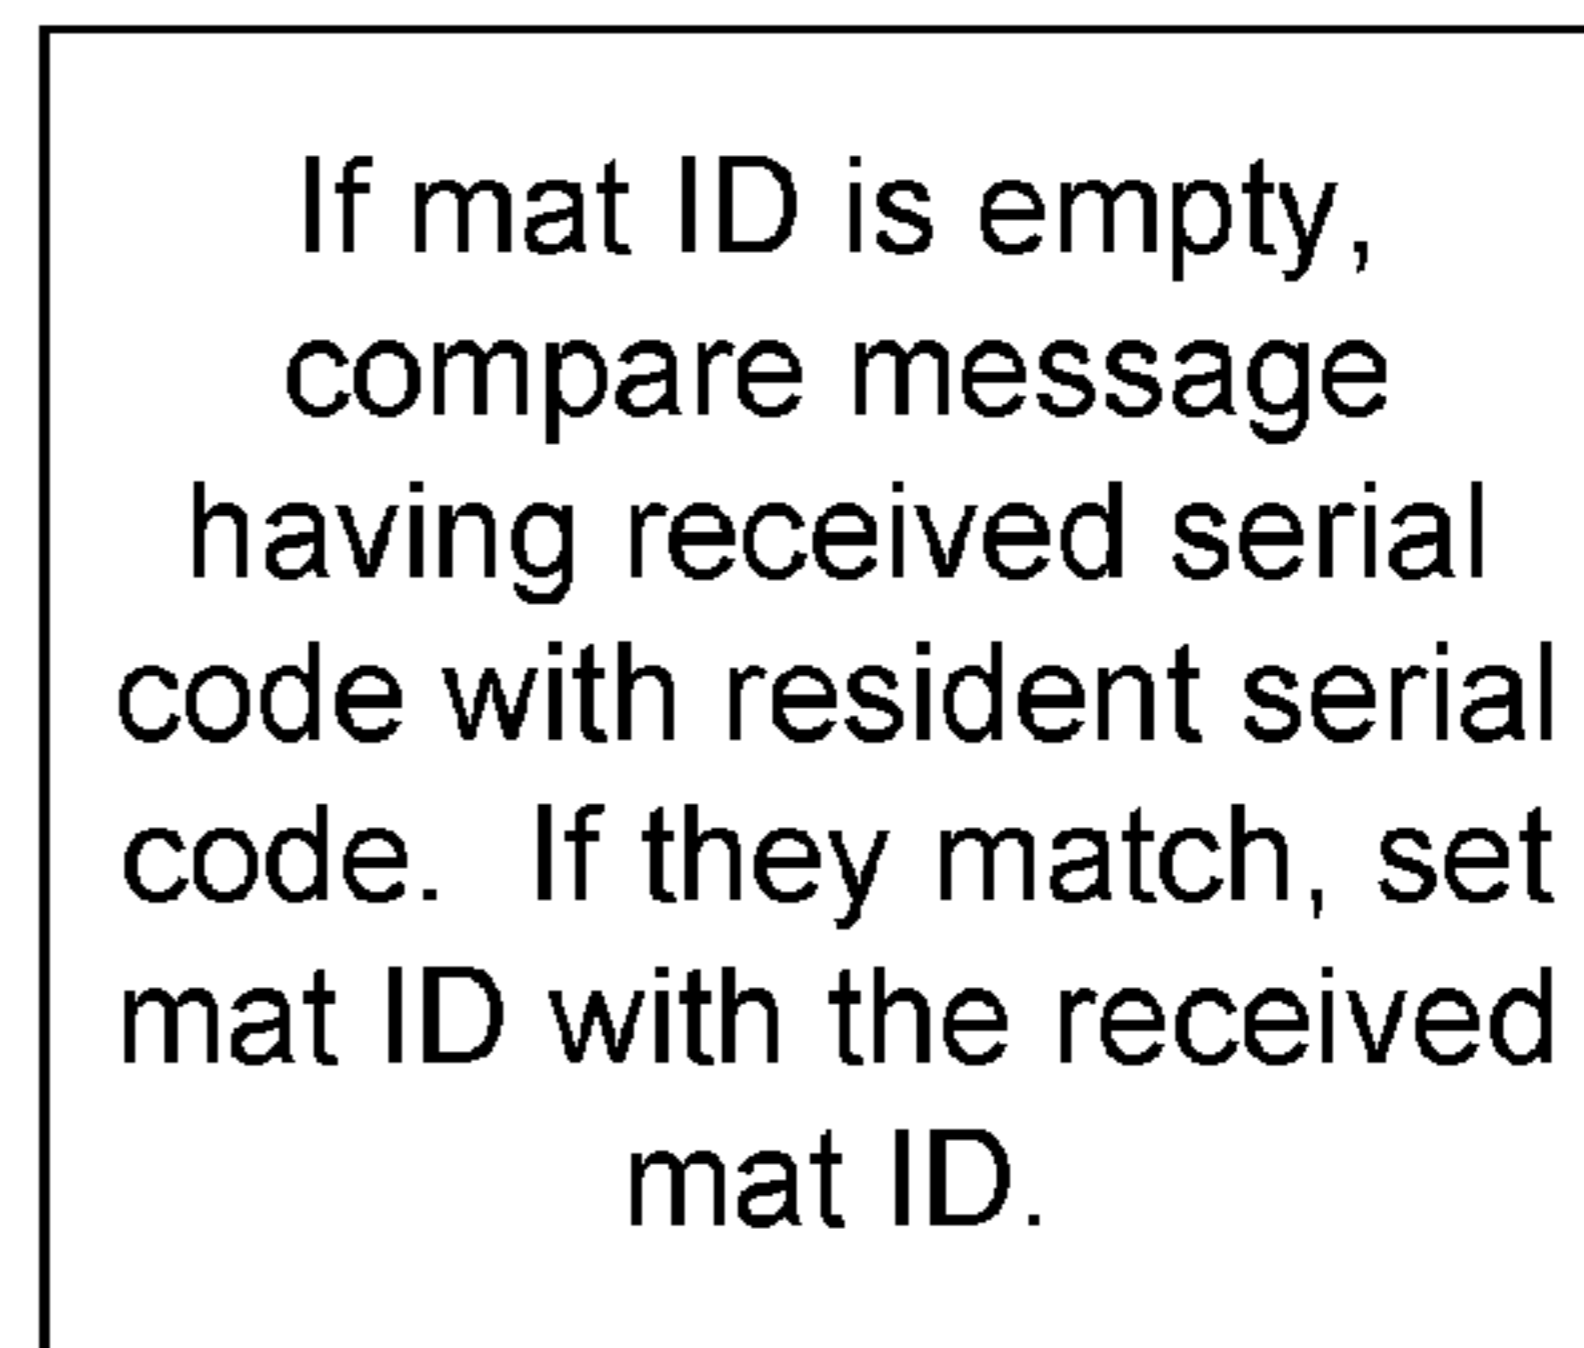 If mat ID is empty,
compare message
having received serial
code with resident serial
code.  If they match, set
mat ID with the received
mat ID.